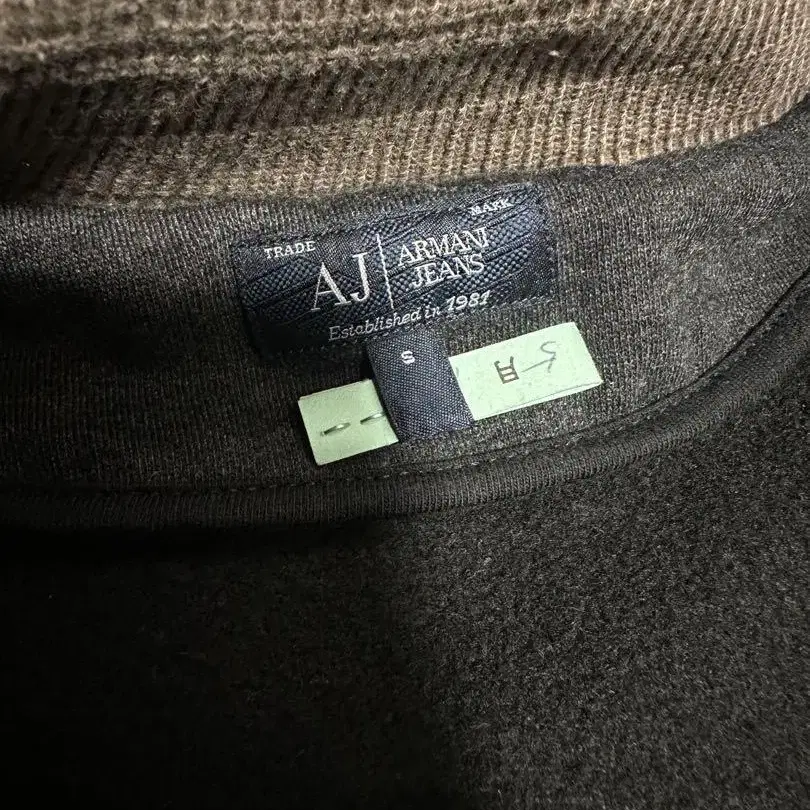 TRADE MARK
AJ ARMANI
JEANS
Established in 1981
S